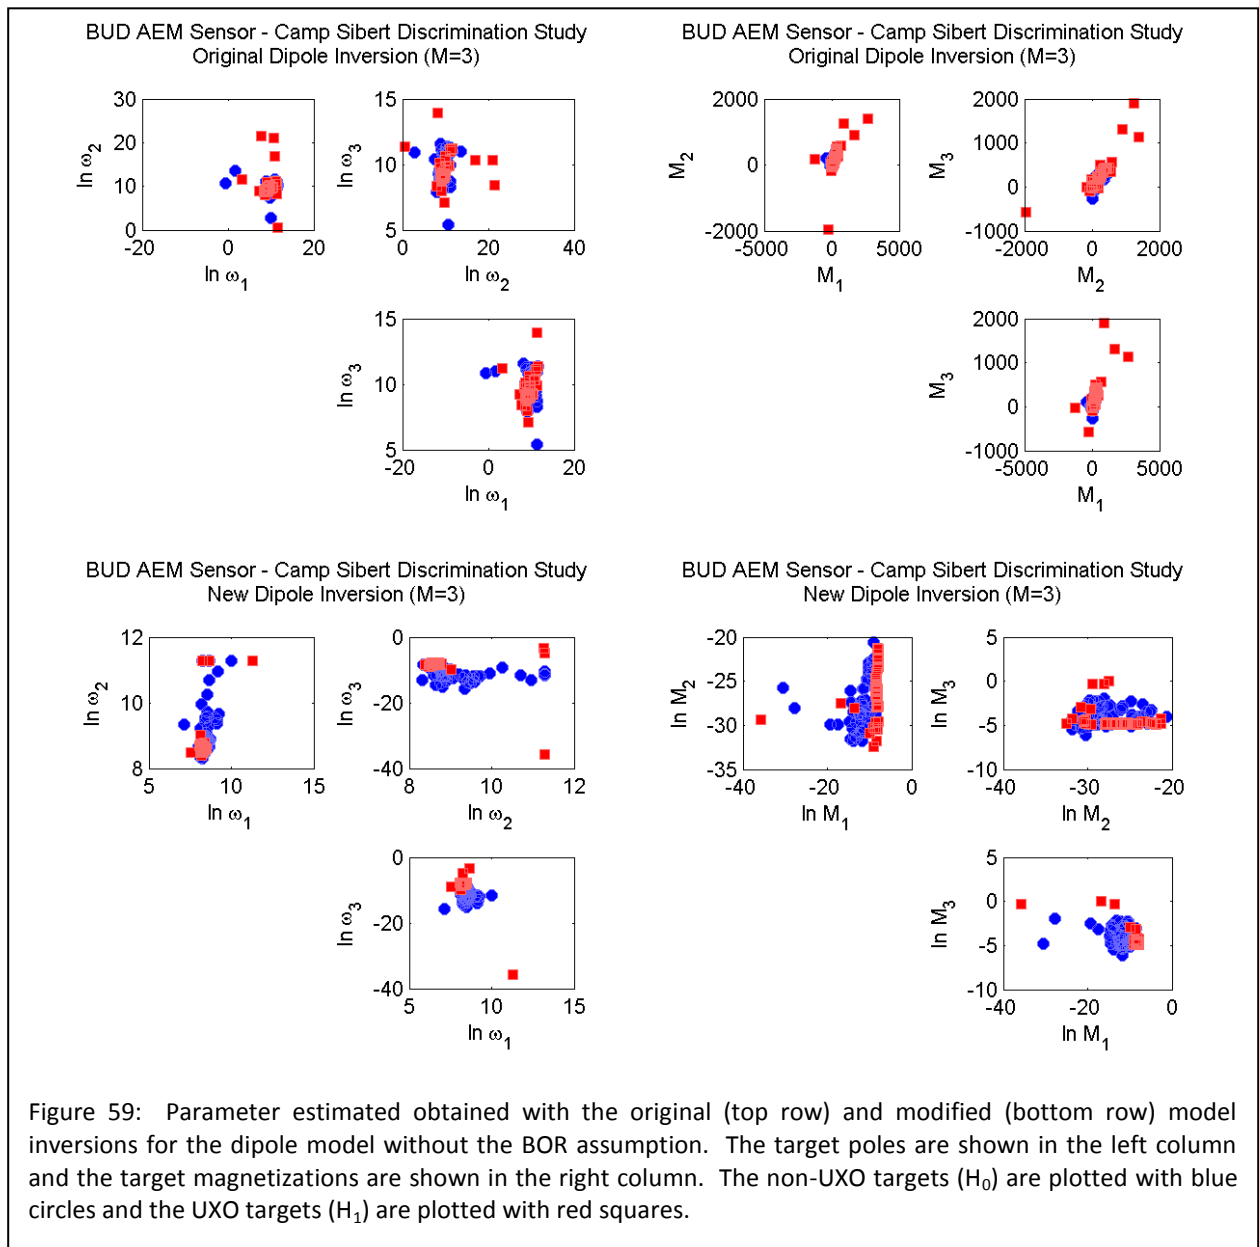 BUD AEM Sensor - Camp Sibert Discrimination Study
Original Dipole Inversion (M=3)
30
20
10
0
-20
0
20
ln ω2
ln ω1
15
10
5
0
20
40
ln ω3
ln ω2
15
10
5
-20
0
20
ln ω3
ln ω1
BUD AEM Sensor - Camp Sibert Discrimination Study
Original Dipole Inversion (M=3)
2000
0
-2000
-5000
0
5000
M2
M1
2000
1000
0
-1000
-2000
0
2000
M3
M2
2000
1000
0
-1000
-5000
0
5000
M3
M1
BUD AEM Sensor - Camp Sibert Discrimination Study
New Dipole Inversion (M=3)
12
10
8
5
10
15
ln ω2
ln ω1
0
-20
-40
8
10
12
ln ω3
ln ω2
0
-20
-40
5
10
15
ln ω3
ln ω1
BUD AEM Sensor - Camp Sibert Discrimination Study
New Dipole Inversion (M=3)
-20
-25
-30
-35
-40
-20
0
ln M2
ln M1
5
0
-5
-10
-40
-30
-20
ln M3
ln M2
5
0
-5
-10
-40
-20
0
ln M3
ln M1
Figure 59: Parameter estimated obtained with the original (top row) and modified (bottom row) model
inversions for the dipole model without the BOR assumption. The target poles are shown in the left column
and the target magnetizations are shown in the right column. The non-UXO targets (H0) are plotted with blue
circles and the UXO targets (H1) are plotted with red squares.